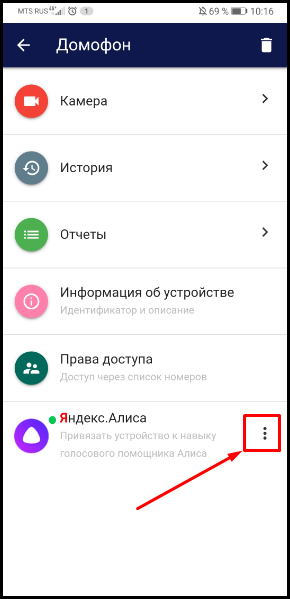 MTS RUS 4G 1 69 % 10:16
Домофон
Камера
История
Отчеты
Информация об устройстве
Идентификатор и описание
Права доступа
Доступ через список номеров
Яндекс.Алиса
Привязать устройство к навыку
голосового помощника Алиса